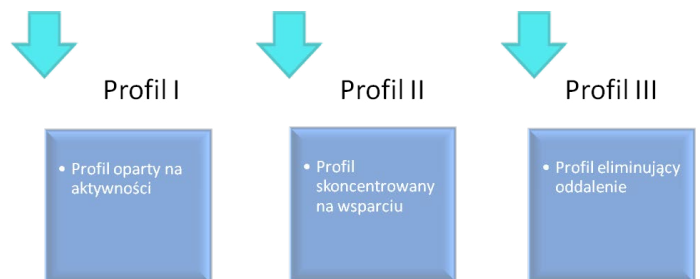 Profil I
Profil II
Profil III
• Profil oparty na
aktywności
• Profil
skoncentrowany
na wsparciu
• Profil eliminujący
oddalenie